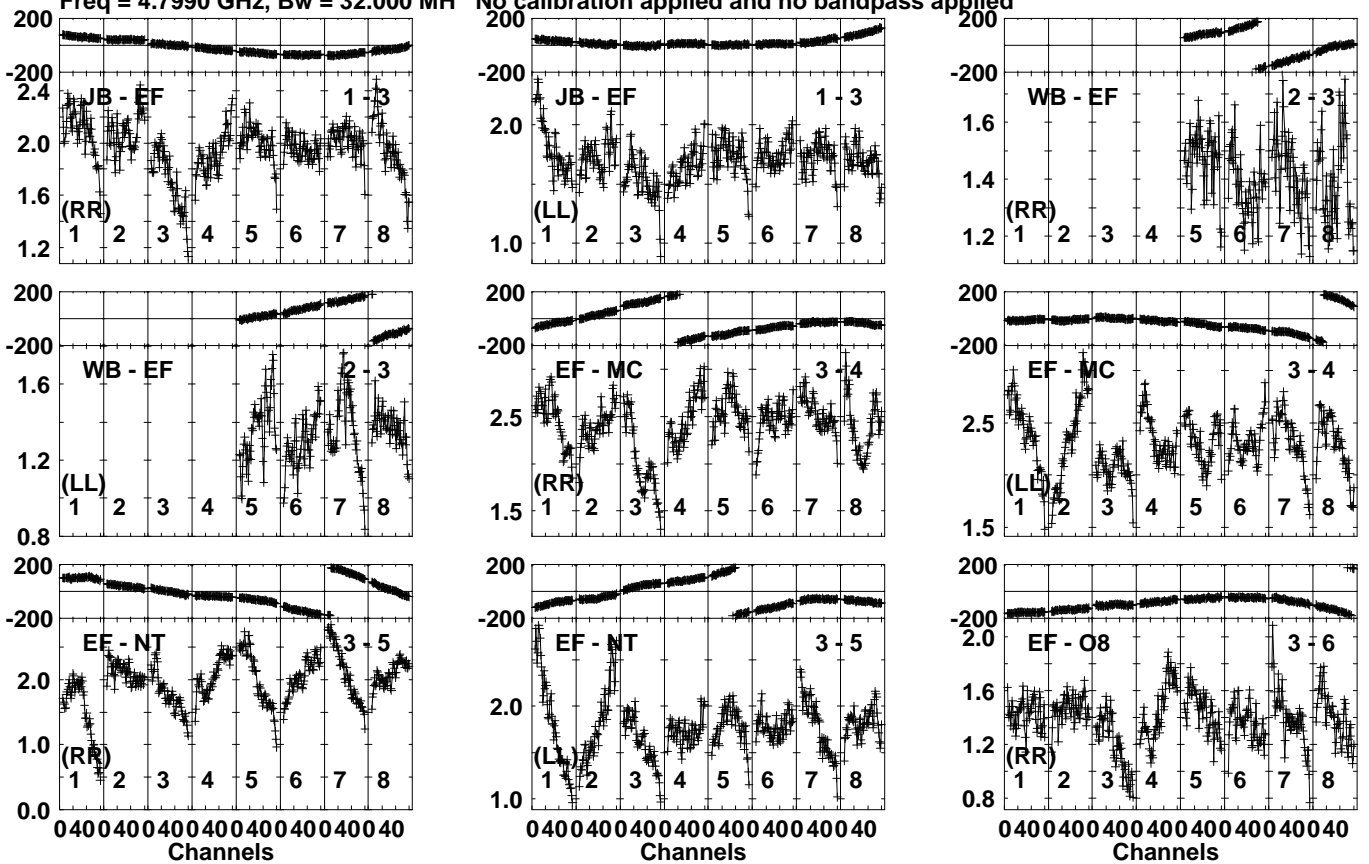 Freq = 4.7990 GHz, Bw = 32.000 MH No calibration applied and no bandpass applied
200
-200
2.4
2.0
1.6
1.2
JB - EF
1 - 3
(RR)
1 2 3 4 5 6 7 8
200
-200
2.0
1.0
JB - EF
1 - 3
(LL)
1 2 3 4 5 6 7 8
200
-200
1.6
1.4
1.2
WB - EF
2 - 3
(RR)
1 2 3 4 5 6 7 8
200
-200
1.6
1.2
0.8
WB - EF
2 - 3
(LL)
1 2 3 4 5 6 7 8
200
-200
2.5
1.5
EF - MC
3 - 4
(RR)
1 2 3 4 5 6 7 8
200
-200
2.5
1.5
EF - MC
3 - 4
(LL)
1 2 3 4 5 6 7 8
200
-200
2.0
1.0
0.0
EF - NT
3 - 5
(RR)
1 2 3 4 5 6 7 8
0 40 0 40 0 40 0 40 0 40 0 40 0 40 0 40
Channels
200
-200
2.0
1.0
EF - NT
3 - 5
(LL)
1 2 3 4 5 6 7 8
0 40 0 40 0 40 0 40 0 40 0 40 0 40 0 40
Channels
200
-200
2.0
1.6
1.2
0.8
EF - O8
3 - 6
(RR)
1 2 3 4 5 6 7 8
0 40 0 40 0 40 0 40 0 40 0 40 0 40 0 40
Channels